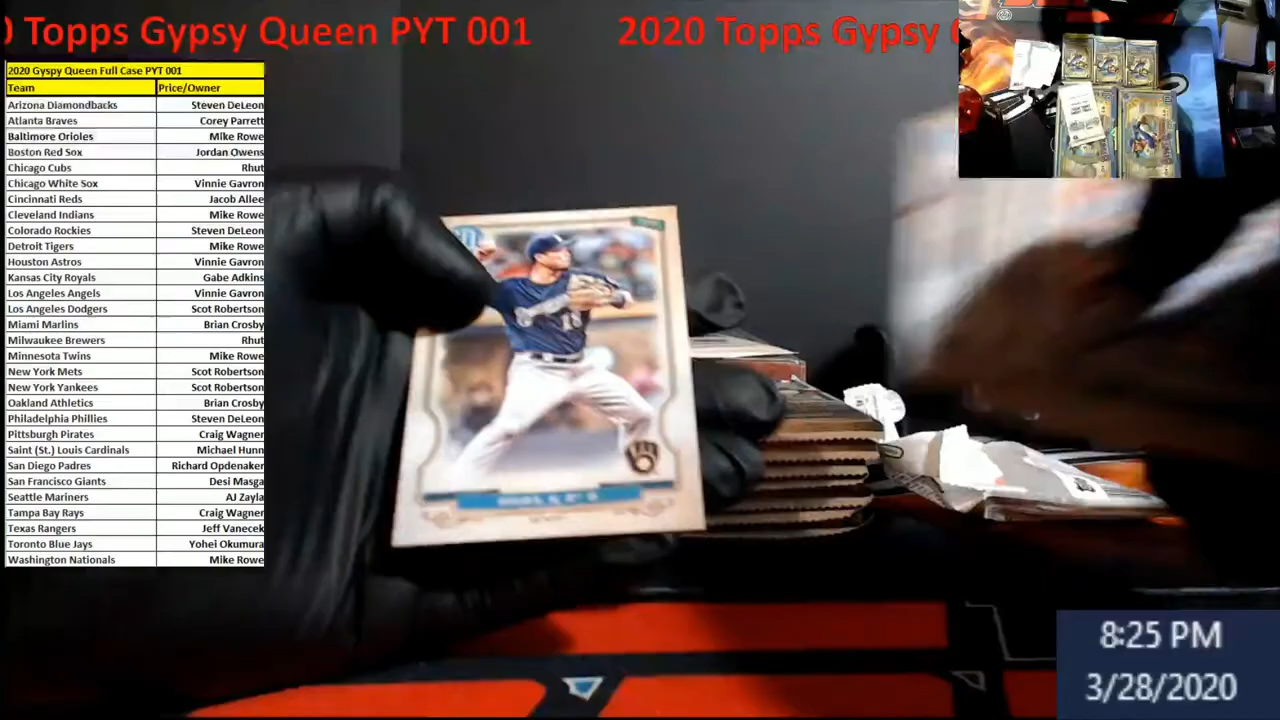 ) Topps Gypsy Queen PYT 001 2020 Topps Gypsy
2020 Gyspy Queen Full Case PYT 001
Team Price/Owner
Arizona Diamondbacks Steven DeLeon
Atlanta Braves Corey Parrett
Baltimore Orioles Mike Rowe
Boston Red Sox Jordan Owens
Chicago Cubs Rhut
Chicago White Sox Vinnie Gavron
Cincinnati Reds Jacob Allee
Cleveland Indians Mike Rowe
Colorado Rockies Steven DeLeon
Detroit Tigers Mike Rowe
Houston Astros Vinnie Gavron
Kansas City Royals Gabe Adkins
Los Angeles Angels Vinnie Gavron
Los Angeles Dodgers Scot Robertson
Miami Marlins Brian Crosby
Milwaukee Brewers Rhut
Minnesota Twins Mike Rowe
New York Mets Scot Robertson
New York Yankees Scot Robertson
Oakland Athletics Brian Crosby
Philadelphia Phillies Steven DeLeon
Pittsburgh Pirates Craig Wagner
Saint (St.) Louis Cardinals Michael Hunn
San Diego Padres Richard Opdenaker
San Francisco Giants Desi Masga
Seattle Mariners AJ Zayla
Tampa Bay Rays Craig Wagner
Texas Rangers Jeff Vanecek
Toronto Blue Jays Yohei Okumura
Washington Nationals Mike Rowe
8:25 PM
3/28/2020